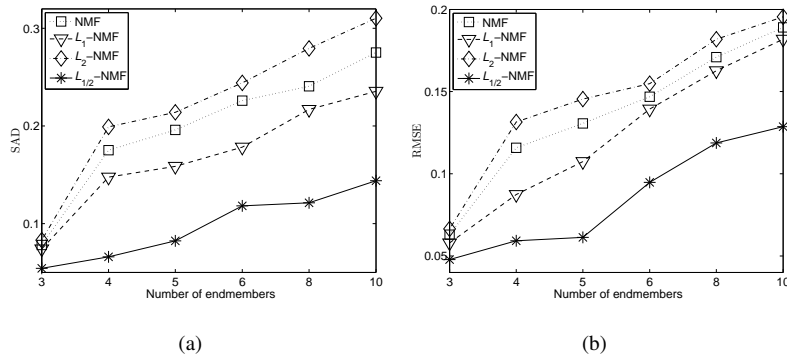 0.3
0.2
0.1
SAD
NMF
L1−NMF
L2−NMF
L1/2−NMF
3 4 5 6 8 10
Number of endmembers
(a)
0.20
0.15
0.1
0.05
RMSE
NMF
L1−NMF
L2−NMF
L1/2−NMF
3 4 5 6 8 10
Number of endmembers
(b)